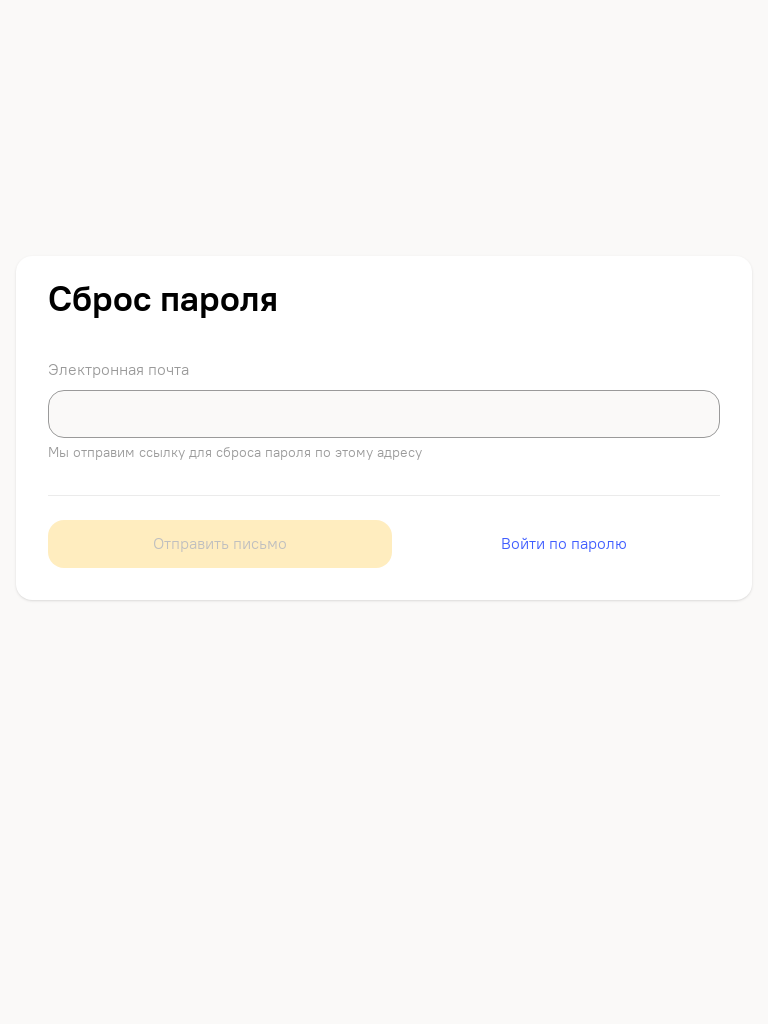 Сброс пароля
Электронная почта
Мы отправим ссылку для сброса пароля по этому адресу
Отправить письмо
Войти по паролю